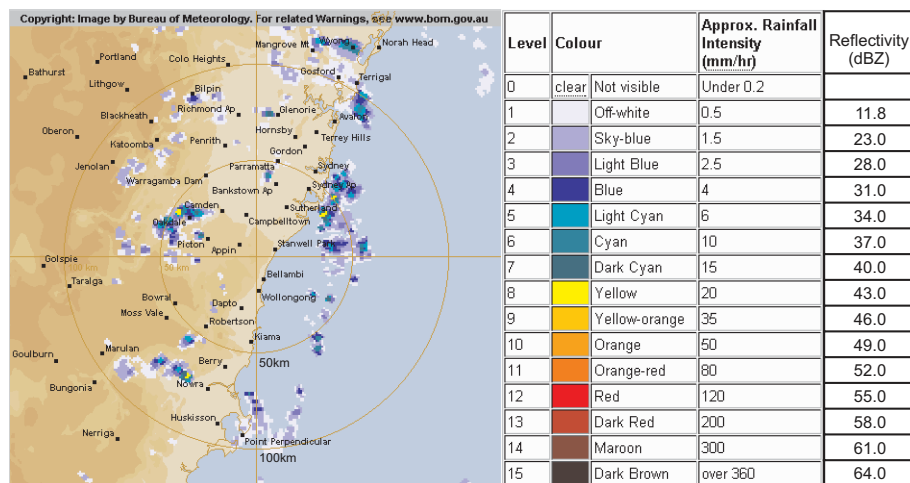 Copyright: Image by Bureau of Meteorology. For related Warnings, see www.bom.gov.au
Mangrove Mt
Wyong
Norah Head
Portland
Colo Heights
Bathurst
Gosford
Lithgow
Terrigal
Bilpin
Richmond Ap
Glenorie
Blackheath
Avalon
Oberon
Hornsby
Terrey Hills
Katoomba
Penrith
Gordon
Jenolan
Parramatta
Sydney
Warragamba Dam
Bankstown Ap
Sydney Ap
Camden
Sutherland
Oakdale
Campbelltown
Picton
Appin
Stanwell Park
Golspie
100 km
50 km
Taralga
Bellambi
Bowral
Dapto
Wollongong
Moss Vale
Robertson
Kiama
Goulburn
Marulan
Berry
50km
Bungonia
Nowra
Huskisson
Nerriga
Point Perpendicular
100km
Level Colour Approx. Rainfall Intensity (mm/hr) Reflectivity (dBZ)
0 clear Not visible Under 0.2
1 Off-white 0.5 11.8
2 Sky-blue 1.5 23.0
3 Light Blue 2.5 28.0
4 Blue 4 31.0
5 Light Cyan 6 34.0
6 Cyan 10 37.0
7 Dark Cyan 15 40.0
8 Yellow 20 43.0
9 Yellow-orange 35 46.0
10 Orange 50 49.0
11 Orange-red 80 52.0
12 Red 120 55.0
13 Dark Red 200 58.0
14 Maroon 300 61.0
15 Dark Brown over 360 64.0